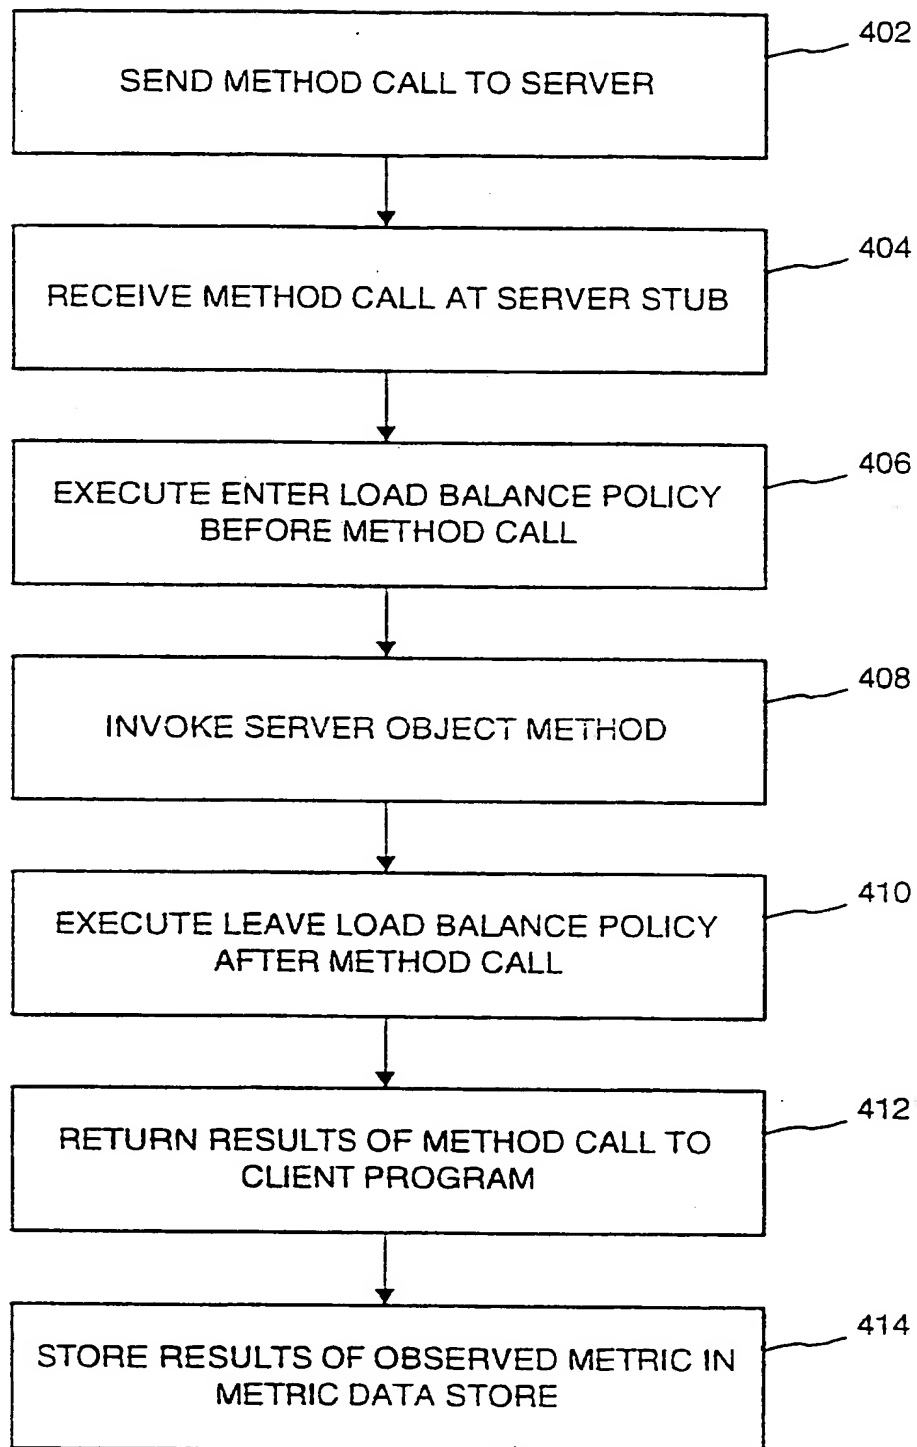 402
SEND METHOD CALL TO SERVER
404
RECEIVE METHOD CALL AT SERVER STUB
406
EXECUTE ENTER LOAD BALANCE POLICY
BEFORE METHOD CALL
408
INVOKE SERVER OBJECT METHOD
410
EXECUTE LEAVE LOAD BALANCE POLICY
AFTER METHOD CALL
412
RETURN RESULTS OF METHOD CALL TO
CLIENT PROGRAM
414
STORE RESULTS OF OBSERVED METRIC IN
METRIC DATA STORE